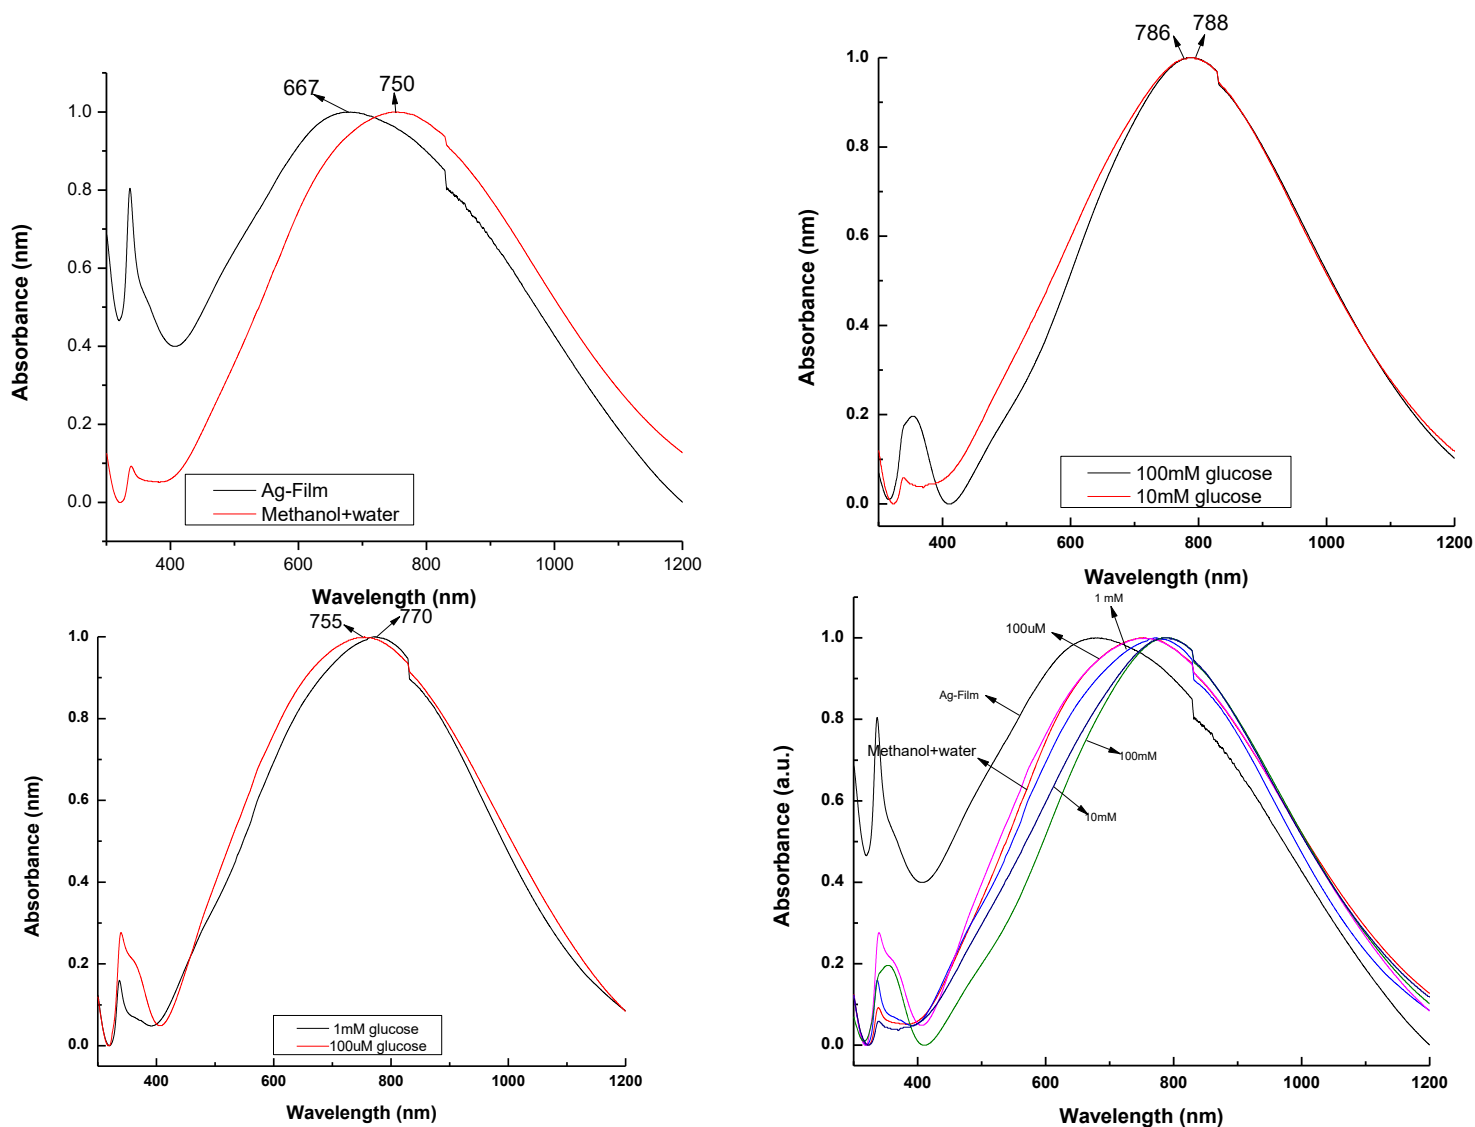 667
750
1.0
0.8
0.6
0.4
0.2
0.0
Absorbance (nm)
Ag-Film
Methanol+water
400
600
800
1000
1200
Wavelength (nm)
786
788
1.0
0.8
0.6
0.4
0.2
0.0
Absorbance (nm)
100mM glucose
10mM glucose
400
600
800
1000
1200
Wavelength (nm)
755
770
1.0
0.8
0.6
0.4
0.2
0.0
Absorbance (nm)
1mM glucose
100uM glucose
400
600
800
1000
1200
Wavelength (nm)
1 mM
100uM
Ag-Film
Methanol+water
100mM
10mM
1.0
0.8
0.6
0.4
0.2
0.0
Absorbance (a.u.)
400
600
800
1000
1200
Wavelength (nm)